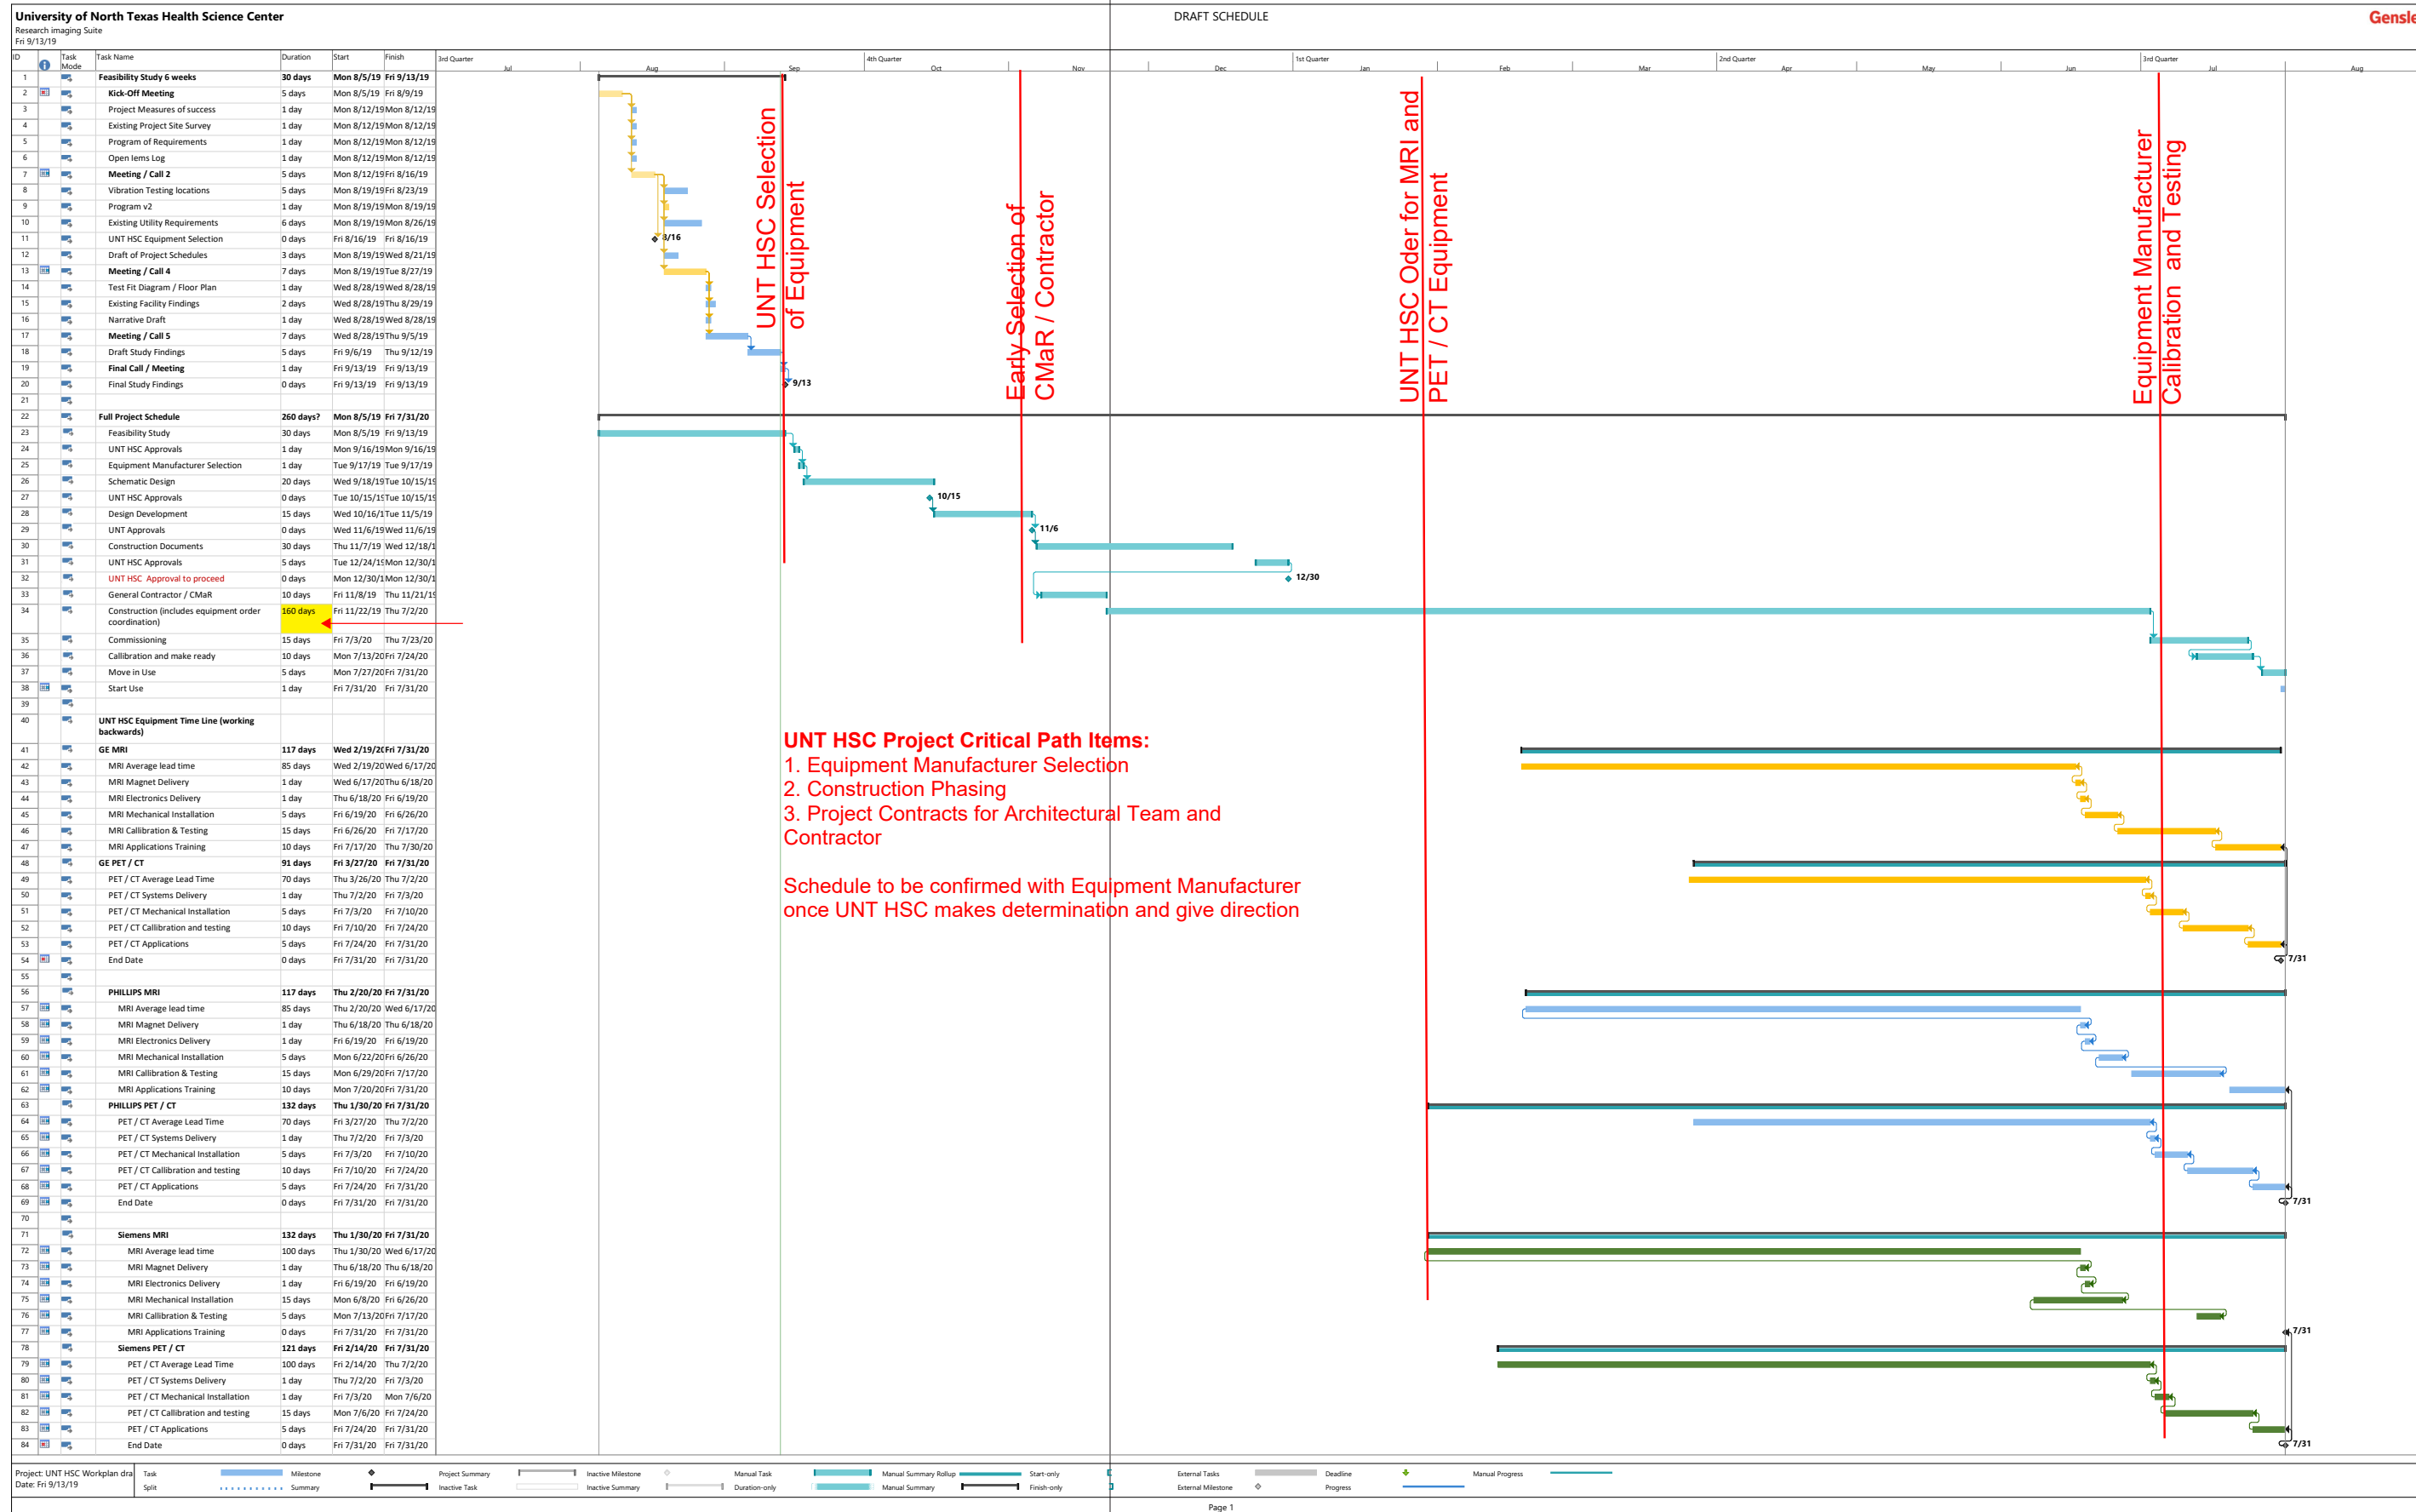 University of North Texas Health Science Center
DRAFT SCHEDULE
Gensle
Research imaging Suite
Fri 9/13/19
ID Task Mode Task Name Duration Start Finish
3rd Quarter 4th Quarter 1st Quarter 2nd Quarter 3rd Quarter
Jul Aug Sep Oct Nov Dec Jan Feb Mar Apr May Jun Jul Aug
1 Feasibility Study 6 weeks 30 days Mon 8/5/19 Fri 9/13/19
2 Kick-Off Meeting 5 days Mon 8/5/19 Fri 8/9/19
3 Project Measures of success 1 day Mon 8/12/19 Mon 8/12/19
4 Existing Project Site Survey 1 day Mon 8/12/19 Mon 8/12/19
5 Program of Requirements 1 day Mon 8/12/19 Mon 8/12/19
6 Open Iems Log 1 day Mon 8/12/19 Mon 8/12/19
7 Meeting / Call 2 5 days Mon 8/12/19 Fri 8/16/19
8 Vibration Testing locations 5 days Mon 8/19/19 Fri 8/23/19
9 Program v2 1 day Mon 8/19/19 Mon 8/19/19
10 Existing Utility Requirements 6 days Mon 8/19/19 Mon 8/26/19
11 UNT HSC Equipment Selection 0 days Fri 8/16/19 Fri 8/16/19 8/16
12 Draft of Project Schedules 3 days Mon 8/19/19 Wed 8/21/19
13 Meeting / Call 4 7 days Mon 8/19/19 Tue 8/27/19
14 Test Fit Diagram / Floor Plan 1 day Wed 8/28/19 Wed 8/28/19
15 Existing Facility Findings 2 days Wed 8/28/19 Thu 8/29/19
16 Narrative Draft 1 day Wed 8/28/19 Wed 8/28/19
17 Meeting / Call 5 7 days Wed 8/28/19 Thu 9/5/19
18 Draft Study Findings 5 days Fri 9/6/19 Thu 9/12/19
19 Final Call / Meeting 1 day Fri 9/13/19 Fri 9/13/19
20 Final Study Findings 0 days Fri 9/13/19 Fri 9/13/19 9/13
21
22 Full Project Schedule 260 days? Mon 8/5/19 Fri 7/31/20
23 Feasibility Study 30 days Mon 8/5/19 Fri 9/13/19
24 UNT HSC Approvals 1 day Mon 9/16/19 Mon 9/16/19
25 Equipment Manufacturer Selection 1 day Tue 9/17/19 Tue 9/17/19
26 Schematic Design 20 days Wed 9/18/19 Tue 10/15/19
27 UNT HSC Approvals 0 days Tue 10/15/19 Tue 10/15/19 10/15
28 Design Development 15 days Wed 10/16/1 Tue 11/5/19
29 UNT Approvals 0 days Wed 11/6/19 Wed 11/6/19 11/6
30 Construction Documents 30 days Thu 11/7/19 Wed 12/18/1
31 UNT HSC Approvals 5 days Tue 12/24/19 Mon 12/30/1
32 UNT HSC Approval to proceed 0 days Mon 12/30/1 Mon 12/30/1 12/30
33 General Contractor / CMaR 10 days Fri 11/8/19 Thu 11/21/19
34 Construction (includes equipment order coordination) 160 days Fri 11/22/19 Thu 7/2/20
35 Commissioning 15 days Fri 7/3/20 Thu 7/23/20
36 Callibration and make ready 10 days Mon 7/13/20 Fri 7/24/20
37 Move in Use 5 days Mon 7/27/20 Fri 7/31/20
38 Start Use 1 day Fri 7/31/20 Fri 7/31/20
39
40 UNT HSC Equipment Time Line (working backwards)
41 GE MRI 117 days Wed 2/19/20 Fri 7/31/20
42 MRI Average lead time 85 days Wed 2/19/20 Wed 6/17/20
43 MRI Magnet Delivery 1 day Wed 6/17/20 Thu 6/18/20
44 MRI Electronics Delivery 1 day Thu 6/18/20 Fri 6/19/20
45 MRI Mechanical Installation 5 days Fri 6/19/20 Fri 6/26/20
46 MRI Callibration & Testing 15 days Fri 6/26/20 Fri 7/17/20
47 MRI Applications Training 10 days Fri 7/17/20 Thu 7/30/20
48 GE PET / CT 91 days Fri 3/27/20 Fri 7/31/20
49 PET / CT Average Lead Time 70 days Thu 3/26/20 Thu 7/2/20
50 PET / CT Systems Delivery 1 day Thu 7/2/20 Fri 7/3/20
51 PET / CT Mechanical Installation 5 days Fri 7/3/20 Fri 7/10/20
52 PET / CT Callibration and testing 10 days Fri 7/10/20 Fri 7/24/20
53 PET / CT Applications 5 days Fri 7/24/20 Fri 7/31/20
54 End Date 0 days Fri 7/31/20 Fri 7/31/20 7/31
55
56 PHILLIPS MRI 117 days Thu 2/20/20 Fri 7/31/20
57 MRI Average lead time 85 days Thu 2/20/20 Wed 6/17/20
58 MRI Magnet Delivery 1 day Thu 6/18/20 Thu 6/18/20
59 MRI Electronics Delivery 1 day Fri 6/19/20 Fri 6/19/20
60 MRI Mechanical Installation 5 days Mon 6/22/20 Fri 6/26/20
61 MRI Callibration & Testing 15 days Mon 6/29/20 Fri 7/17/20
62 MRI Applications Training 10 days Mon 7/20/20 Fri 7/31/20
63 PHILLIPS PET / CT 132 days Thu 1/30/20 Fri 7/31/20
64 PET / CT Average Lead Time 70 days Fri 3/27/20 Thu 7/2/20
65 PET / CT Systems Delivery 1 day Thu 7/2/20 Fri 7/3/20
66 PET / CT Mechanical Installation 5 days Fri 7/3/20 Fri 7/10/20
67 PET / CT Callibration and testing 10 days Fri 7/10/20 Fri 7/24/20
68 PET / CT Applications 5 days Fri 7/24/20 Fri 7/31/20
69 End Date 0 days Fri 7/31/20 Fri 7/31/20 7/31
70
71 Siemens MRI 132 days Thu 1/30/20 Fri 7/31/20
72 MRI Average lead time 100 days Thu 1/30/20 Wed 6/17/20
73 MRI Magnet Delivery 1 day Thu 6/18/20 Thu 6/18/20
74 MRI Electronics Delivery 1 day Fri 6/19/20 Fri 6/19/20
75 MRI Mechanical Installation 15 days Mon 6/8/20 Fri 6/26/20
76 MRI Callibration & Testing 5 days Mon 7/13/20 Fri 7/17/20
77 MRI Applications Training 0 days Fri 7/31/20 Fri 7/31/20 7/31
78 Siemens PET / CT 121 days Fri 2/14/20 Fri 7/31/20
79 PET / CT Average Lead Time 100 days Fri 2/14/20 Thu 7/2/20
80 PET / CT Systems Delivery 1 day Thu 7/2/20 Fri 7/3/20
81 PET / CT Mechanical Installation 1 day Fri 7/3/20 Mon 7/6/20
82 PET / CT Callibration and testing 15 days Mon 7/6/20 Fri 7/24/20
83 PET / CT Applications 5 days Fri 7/24/20 Fri 7/31/20
84 End Date 0 days Fri 7/31/20 Fri 7/31/20 7/31
UNT HSC Selection
of Equipment
Early Selection of
CMaR / Contractor
UNT HSC Oder for MRI and
PET / CT Equipment
Equipment Manufacturer
Calibration and Testing
UNT HSC Project Critical Path Items:
1. Equipment Manufacturer Selection
2. Construction Phasing
3. Project Contracts for Architectural Team and
Contractor
Schedule to be confirmed with Equipment Manufacturer
once UNT HSC makes determination and give direction
Project: UNT HSC Workplan dra
Date: Fri 9/13/19
Task Milestone Project Summary Inactive Milestone Manual Task Manual Summary Rollup Start-only External Tasks Deadline Manual Progress
Split Summary Inactive Task Inactive Summary Duration-only Manual Summary Finish-only External Milestone Progress
Page 1